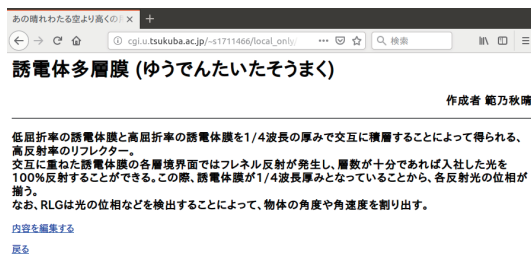 あの晴れわたる空より高くの
cgi.u.tsukuba.ac.jp/~s1711466/local_only/
検索
誘電体多層膜 (ゆうでんたいたそうまく)
作成者 範乃秋晴
低屈折率の誘電体膜と高屈折率の誘電体膜を1/4波長の厚みで交互に積層することによって得られる、
高反射率のリフレクター。
交互に重ねた誘電体膜の各層境界面ではフレネル反射が発生し、層数が十分であれば入社した光を
100%反射することができる。この際、誘電体膜が1/4波長厚みとなっていることから、各反射光の位相が
揃う。
なお、RLGは光の位相などを検出することによって、物体の角度や角速度を割り出す。
内容を編集する
戻る